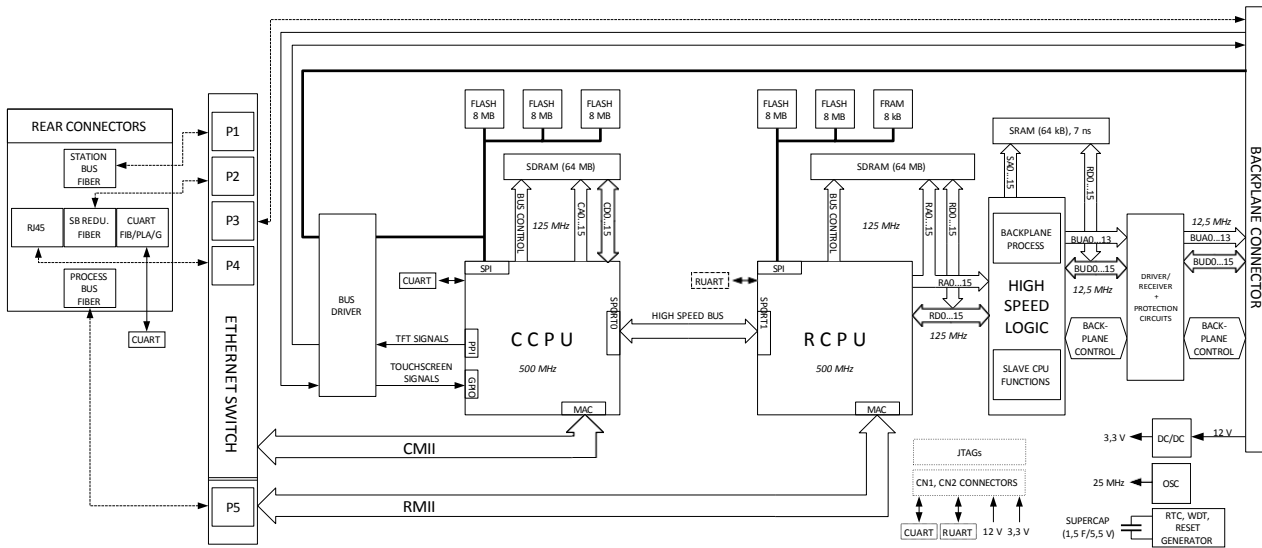 REAR CONNECTORS
STATION
BUS
FIBER
RJ45
SB REDU.
FIBER
CUART
FIB/PLA/G
PROCESS
BUS
FIBER
CUART
P1
P2
P3
P4
ETHERNET SWITCH
P5
BUS
DRIVER
FLASH
8 MB
FLASH
8 MB
FLASH
8 MB
SDRAM (64 MB)
BUS CONTROL
125 MHz
CA0...15
CD0...15
CUART
SPI
SPORT0
CCPU
500 MHz
PPI
GPIO
MAC
TFT SIGNALS
TOUCHSCREEN
SIGNALS
HIGH SPEED BUS
CMII
RMII
FLASH
8 MB
FLASH
8 MB
FRAM
8 kB
SDRAM (64 MB)
BUS CONTROL
125 MHz
RA0...15
RD0...15
RUART
SPI
SPORT1
RCPU
500 MHz
MAC
RA0...15
RD0...15
125 MHz
SRAM (64 kB), 7 ns
SA0...15
RD0...15
BACKPLANE
PROCESS
HIGH
SPEED
LOGIC
SLAVE CPU
FUNCTIONS
BUA0...13
BUD0...15
12,5 MHz
BACK-
PLANE
CONTROL
DRIVER/
RECEIVER
+
PROTECTION
CIRCUITS
12,5 MHz
BUA0...13
BUD0...15
BACK-
PLANE
CONTROL
BACKPLANE CONNECTOR
JTAGs
CN1, CN2 CONNECTORS
CUART
RUART
12 V
3,3 V
3,3 V
DC/DC
12 V
25 MHz
OSC
SUPERCAP
(1,5 F/5,5 V)
RTC, WDT,
RESET
GENERATOR